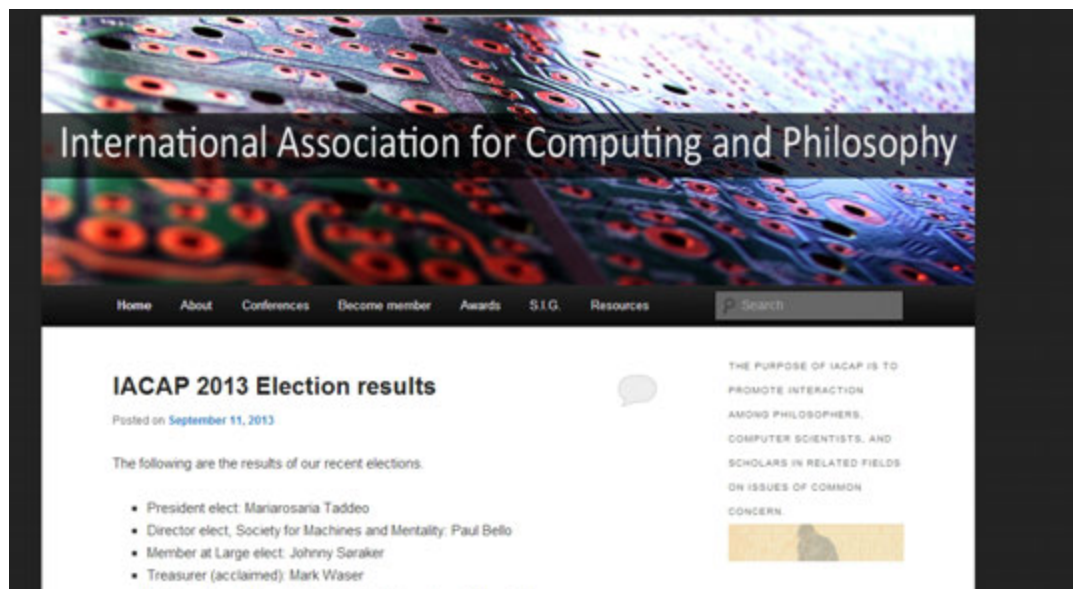 International Association for Computing and Philosophy
Home About Conferences Become member Awards S.I.G. Resources Search
IACAP 2013 Election results
Posted on September 11, 2013
The following are the results of our recent elections.
President elect: Mariarosaria Taddeo
Director elect, Society for Machines and Mentality: Paul Bello
Member at Large elect: Johnny Søraker
Treasurer (acclaimed): Mark Waser
THE PURPOSE OF IACAP IS TO
PROMOTE INTERACTION
AMONG PHILOSOPHERS,
COMPUTER SCIENTISTS, AND
SCHOLARS IN RELATED FIELDS
ON ISSUES OF COMMON
CONCERN.